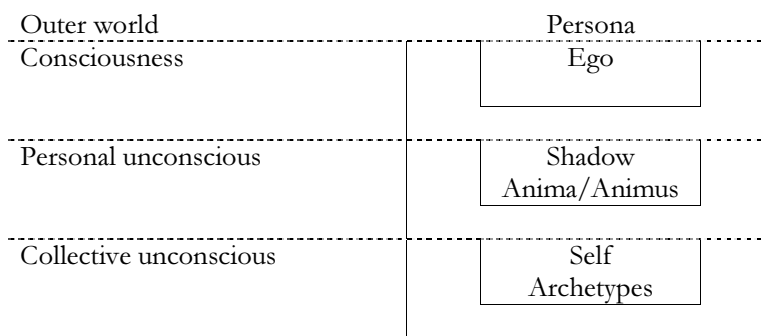 Outer world Persona
Consciousness Ego
Personal unconscious Shadow
Anima/Animus
Collective unconscious Self
Archetypes